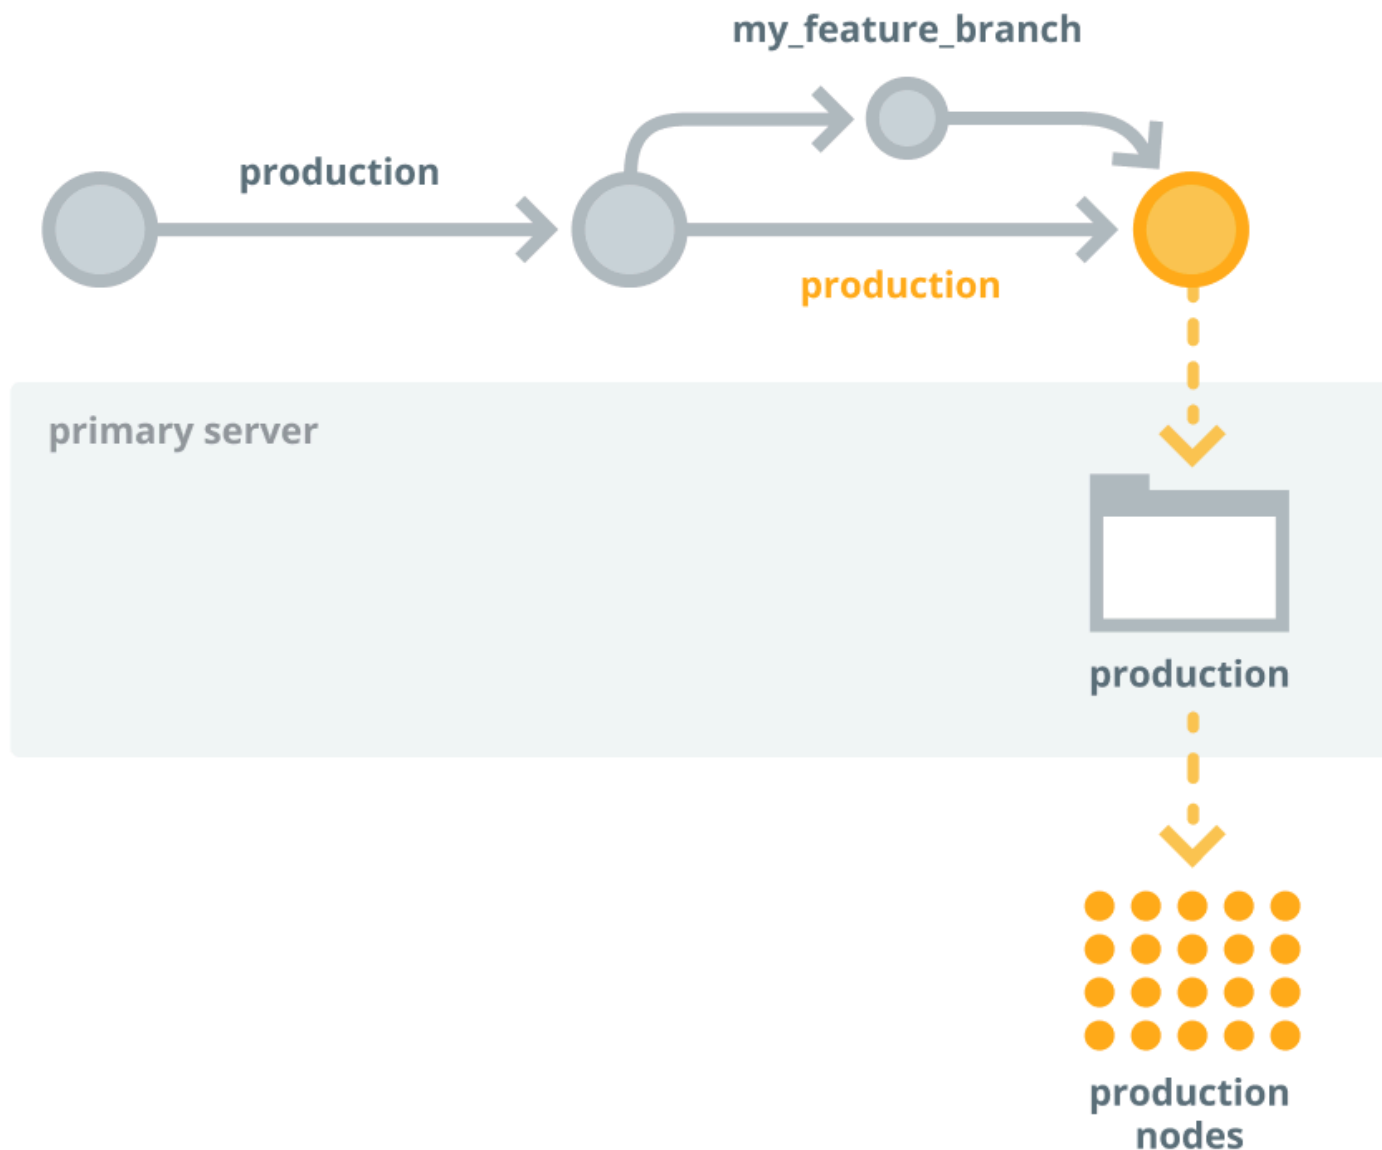 my_feature_branch
production
production
primary server
production
production
nodes